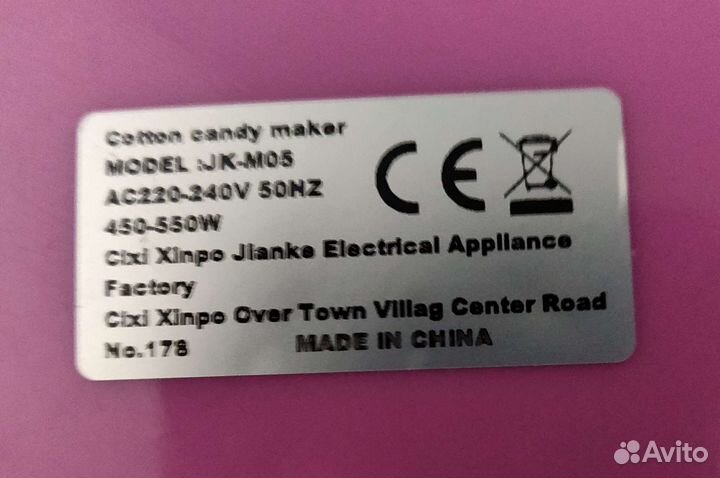 Cotton candy maker
MODEL :JK-M05
AC220-240V 50HZ
450-550W
Cixi Xinpo Jianke Electrical Appliance
Factory
Cixi Xinpo Over Town Villag Center Road
No.178 MADE IN CHINA
CE
Avito